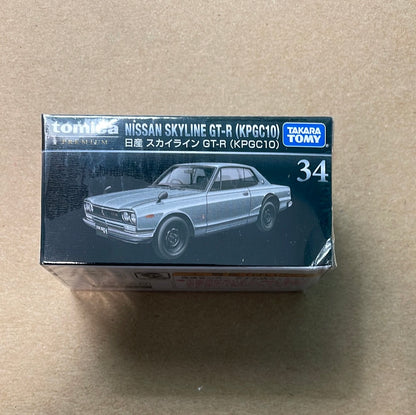 tomica
PREMIUM
NISSAN SKYLINE GT-R (KPGC10)
日産 スカイライン GT-R (KPGC10)
TAKARA
TOMY
34